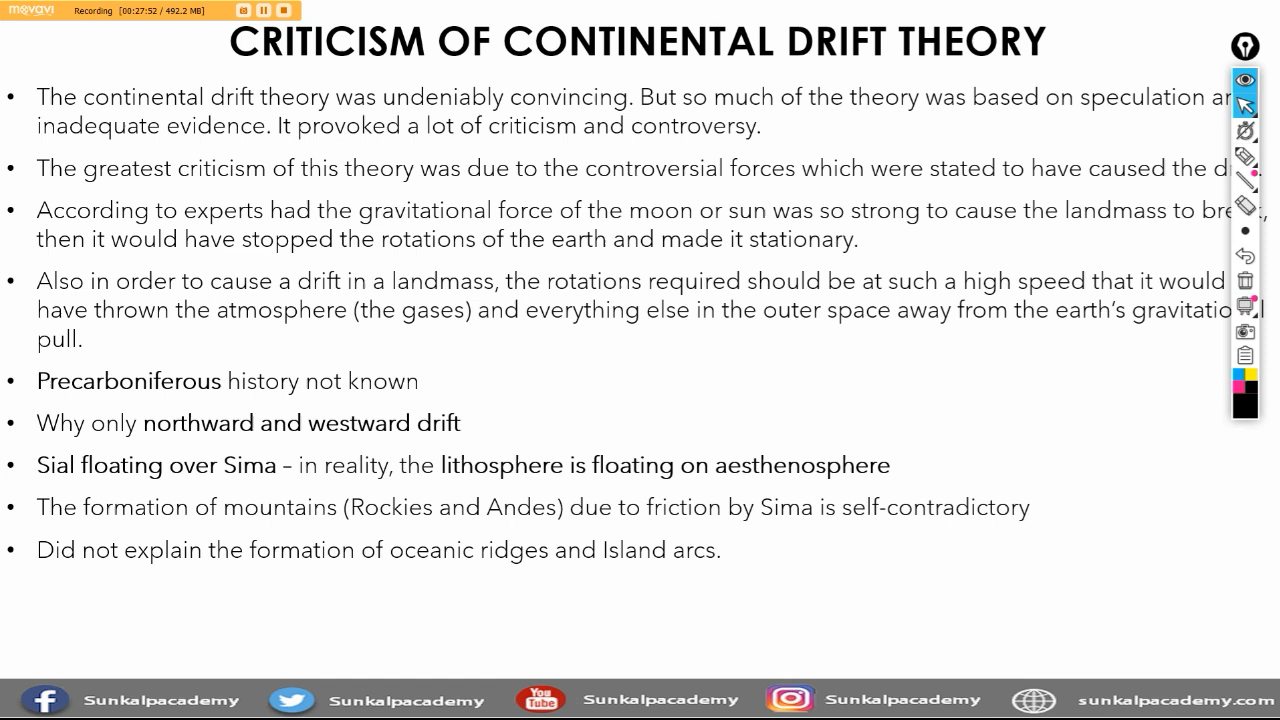 movavi Recording [00:27:52 / 492.2 MB]
CRITICISM OF CONTINENTAL DRIFT THEORY
• The continental drift theory was undeniably convincing. But so much of the theory was based on speculation
inadequate evidence. It provoked a lot of criticism and controversy.
• The greatest criticism of this theory was due to the controversial forces which were stated to have caused the
• According to experts had the gravitational force of the moon or sun was so strong to cause the landmass to
then it would have stopped the rotations of the earth and made it stationary.
• Also in order to cause a drift in a landmass, the rotations required should be at such a high speed that it would
have thrown the atmosphere (the gases) and everything else in the outer space away from the earth's
pull.
• Precarboniferous history not known
• Why only northward and westward drift
• Sial floating over Sima – in reality, the lithosphere is floating on aesthenosphere
• The formation of mountains (Rockies and Andes) due to friction by Sima is self-contradictory
• Did not explain the formation of oceanic ridges and Island arcs.
Sunkalpacademy Sunkalpacademy You Tube Sunkalpacademy Sunkalpacademy sunkalpacademy.com